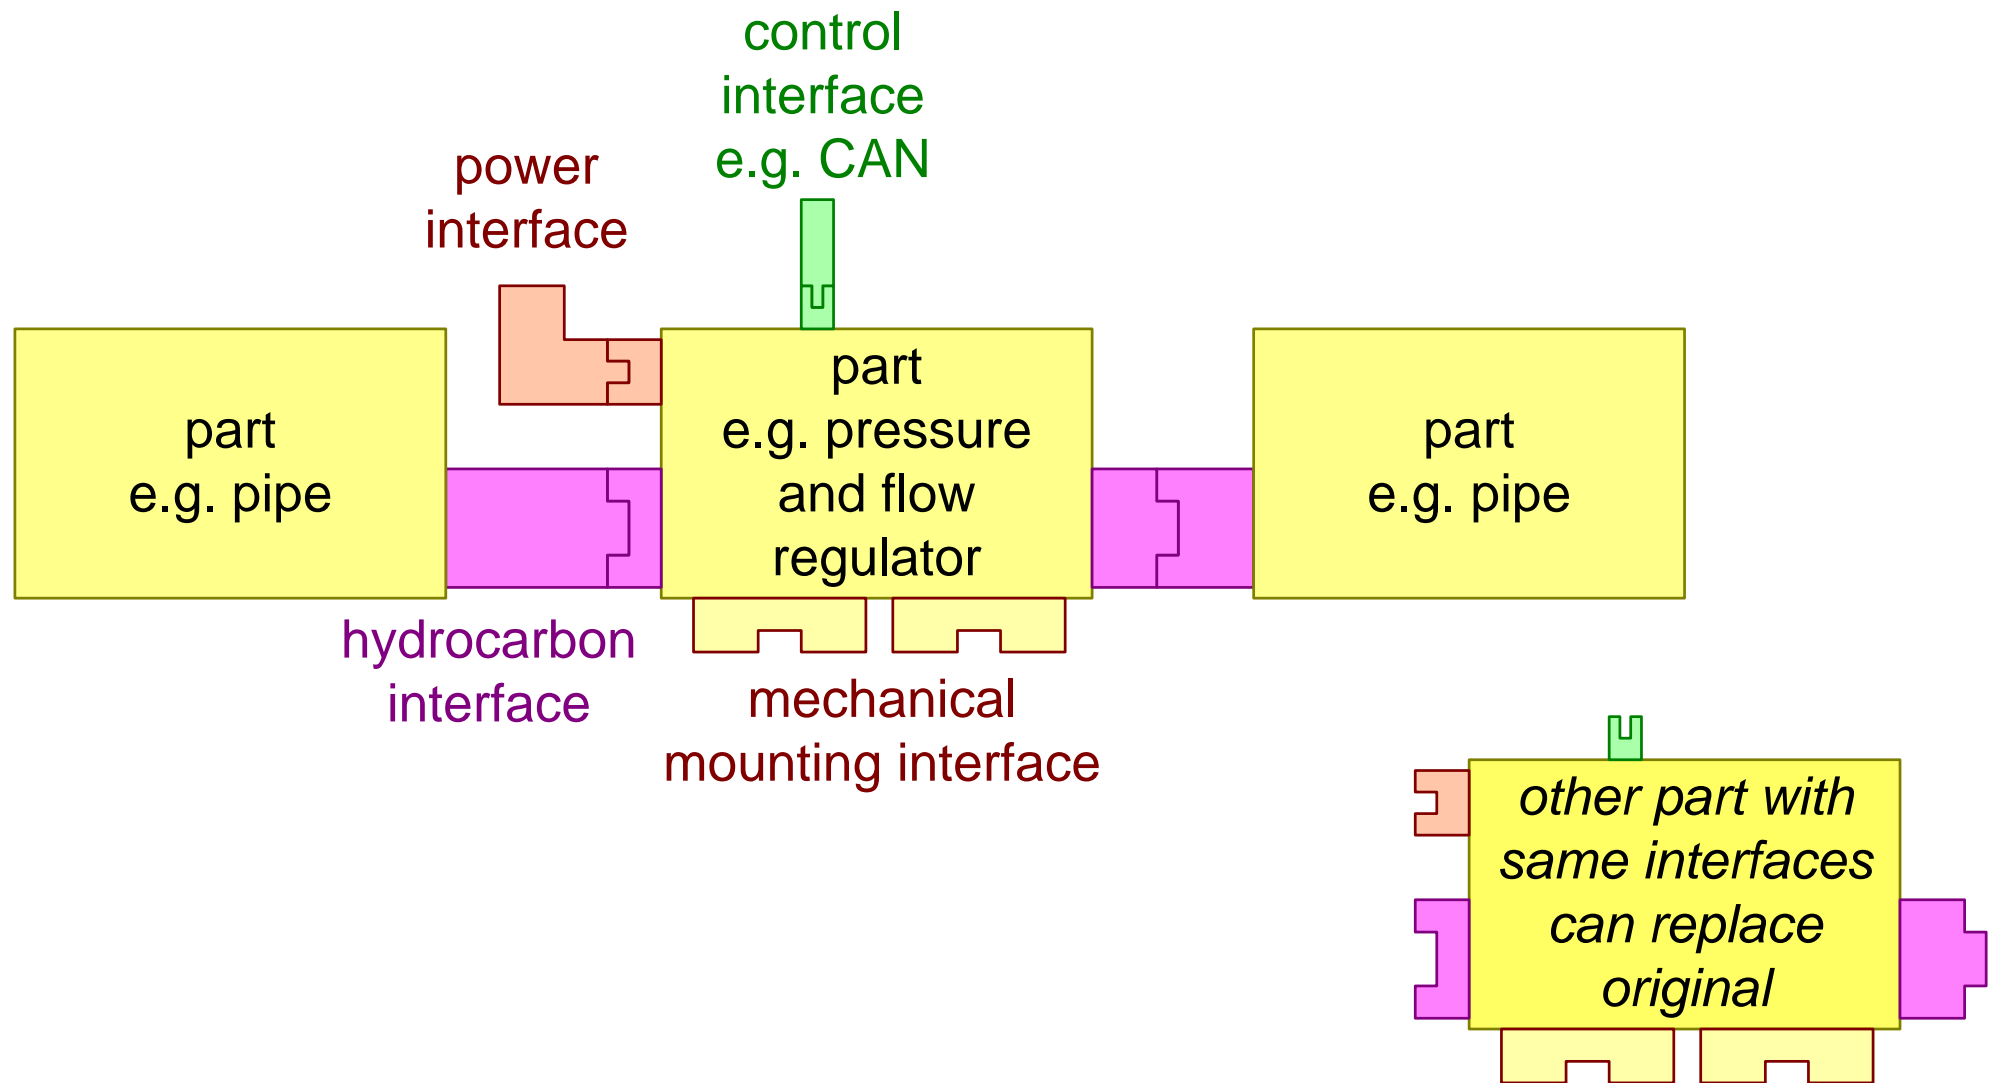 control
interface
e.g. CAN
power
interface
part
e.g. pipe
part
e.g. pressure
and flow
regulator
part
e.g. pipe
hydrocarbon
interface
mechanical
mounting interface
other part with
same interfaces
can replace
original